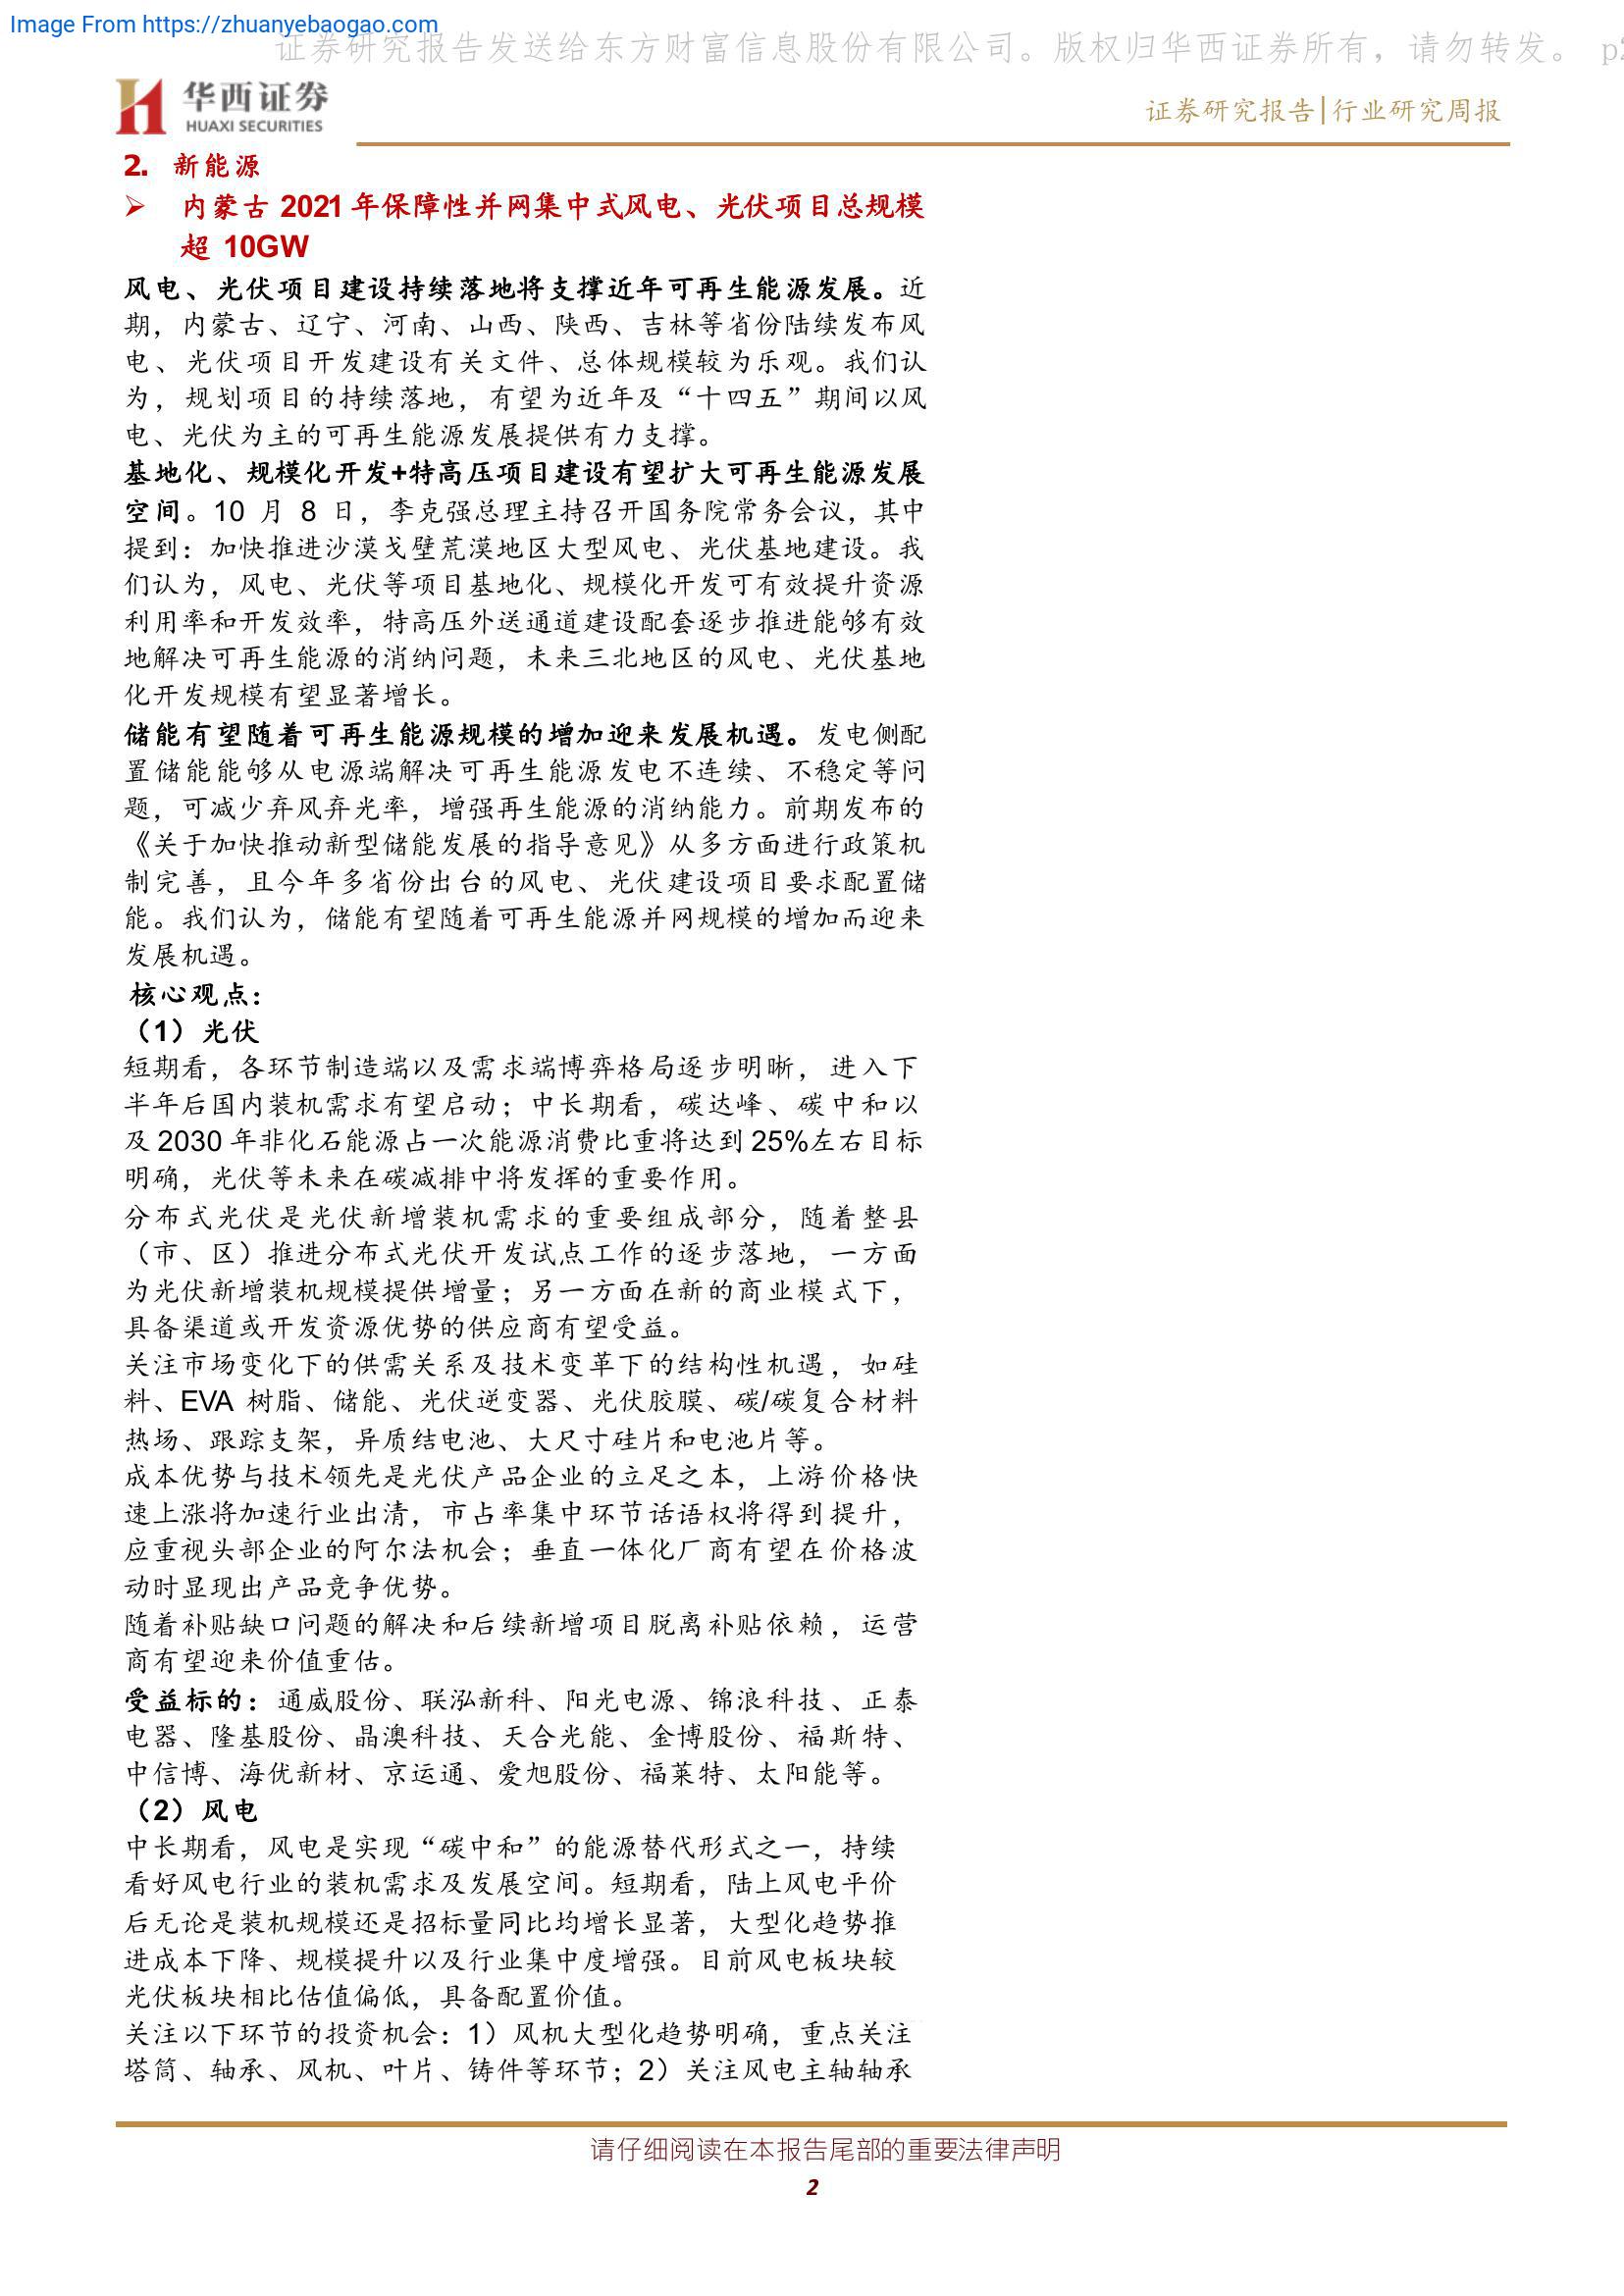 Image From https://zhuanyebaogao.com
证券研究报告发送给东方财富信息股份有限公司。版权归华西证券所有，请勿转发。 p2
华西证券
HUAXI SECURITIES
证券研究报告|行业研究周报
2. 新能源
➢ 内蒙古 2021 年保障性并网集中式风电、光伏项目总规模
超 10GW
风电、光伏项目建设持续落地将支撑近年可再生能源发展。近
期，内蒙古、辽宁、河南、山西、陕西、吉林等省份陆续发布风
电、光伏项目开发建设有关文件、总体规模较为乐观。我们认
为，规划项目的持续落地，有望为近年及“十四五”期间以风
电、光伏为主的可再生能源发展提供有力支撑。
基地化、规模化开发+特高压项目建设有望扩大可再生能源发展
空间。10 月 8 日，李克强总理主持召开国务院常务会议，其中
提到：加快推进沙漠戈壁荒漠地区大型风电、光伏基地建设。我
们认为，风电、光伏等项目基地化、规模化开发可有效提升资源
利用率和开发效率，特高压外送通道建设配套逐步推进能够有效
地解决可再生能源的消纳问题，未来三北地区的风电、光伏基地
化开发规模有望显著增长。
储能有望随着可再生能源规模的增加迎来发展机遇。发电侧配
置储能能够从电源端解决可再生能源发电不连续、不稳定等问
题，可减少弃风弃光率，增强再生能源的消纳能力。前期发布的
《关于加快推动新型储能发展的指导意见》从多方面进行政策机
制完善，且今年多省份出台的风电、光伏建设项目要求配置储
能。我们认为，储能有望随着可再生能源并网规模的增加而迎来
发展机遇。
核心观点：
（1）光伏
短期看，各环节制造端以及需求端博弈格局逐步明晰，进入下
半年后国内装机需求有望启动；中长期看，碳达峰、碳中和以
及 2030 年非化石能源占一次能源消费比重将达到 25%左右目标
明确，光伏等未来在碳减排中将发挥的重要作用。
分布式光伏是光伏新增装机需求的重要组成部分，随着整县
（市、区）推进分布式光伏开发试点工作的逐步落地，一方面
为光伏新增装机规模提供增量；另一方面在新的商业模式下，
具备渠道或开发资源优势的供应商有望受益。
关注市场变化下的供需关系及技术变革下的结构性机遇，如硅
料、EVA 树脂、储能、光伏逆变器、光伏胶膜、碳/碳复合材料
热场、跟踪支架，异质结电池、大尺寸硅片和电池片等。
成本优势与技术领先是光伏产品企业的立足之本，上游价格快
速上涨将加速行业出清，市占率集中环节话语权将得到提升，
应重视头部企业的阿尔法机会；垂直一体化厂商有望在价格波
动时显现出产品竞争优势。
随着补贴缺口问题的解决和后续新增项目脱离补贴依赖，运营
商有望迎来价值重估。
受益标的：通威股份、联泓新科、阳光电源、锦浪科技、正泰
电器、隆基股份、晶澳科技、天合光能、金博股份、福斯特、
中信博、海优新材、京运通、爱旭股份、福莱特、太阳能等。
（2）风电
中长期看，风电是实现“碳中和”的能源替代形式之一，持续
看好风电行业的装机需求及发展空间。短期看，陆上风电平价
后无论是装机规模还是招标量同比均增长显著，大型化趋势推
进成本下降、规模提升以及行业集中度增强。目前风电板块较
光伏板块相比估值偏低，具备配置价值。
关注以下环节的投资机会：1）风机大型化趋势明确，重点关注
塔筒、轴承、风机、叶片、铸件等环节；2）关注风电主轴轴承
请仔细阅读在本报告尾部的重要法律声明
2